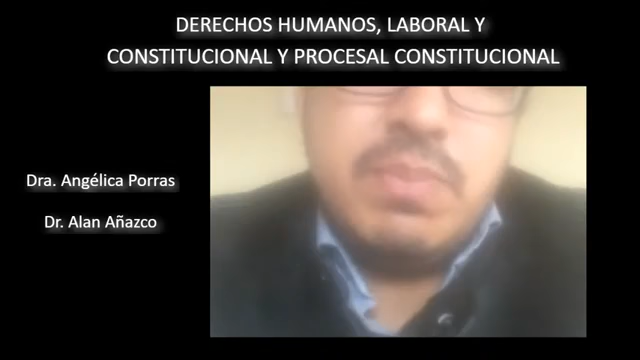 DERECHOS HUMANOS, LABORAL Y
CONSTITUCIONAL Y PROCESAL CONSTITUCIONAL
Dra. Angélica Porras
Dr. Alan Añazco